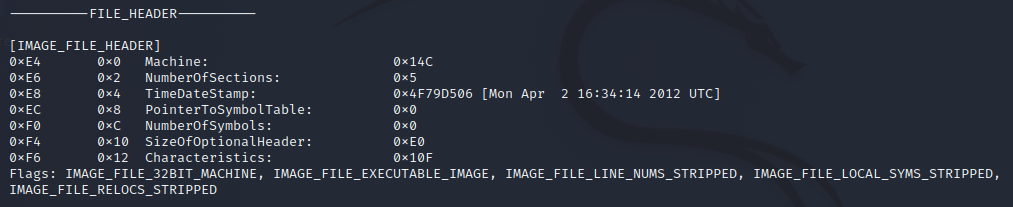 ----------FILE_HEADER----------
[IMAGE_FILE_HEADER]
0×E4       0×0   Machine:                       0×14C
0×E6       0×2   NumberOfSections:              0×5
0×E8       0×4   TimeDateStamp:                 0×4F79D506 [Mon Apr  2 16:34:14 2012 UTC]
0×EC       0×8   PointerToSymbolTable:          0×0
0×F0       0×C   NumberOfSymbols:               0×0
0×F4       0×10  SizeOfOptionalHeader:          0×E0
0×F6       0×12  Characteristics:               0×10F
Flags: IMAGE_FILE_32BIT_MACHINE, IMAGE_FILE_EXECUTABLE_IMAGE, IMAGE_FILE_LINE_NUMS_STRIPPED, IMAGE_FILE_LOCAL_SYMS_STRIPPED,
IMAGE_FILE_RELOCS_STRIPPED